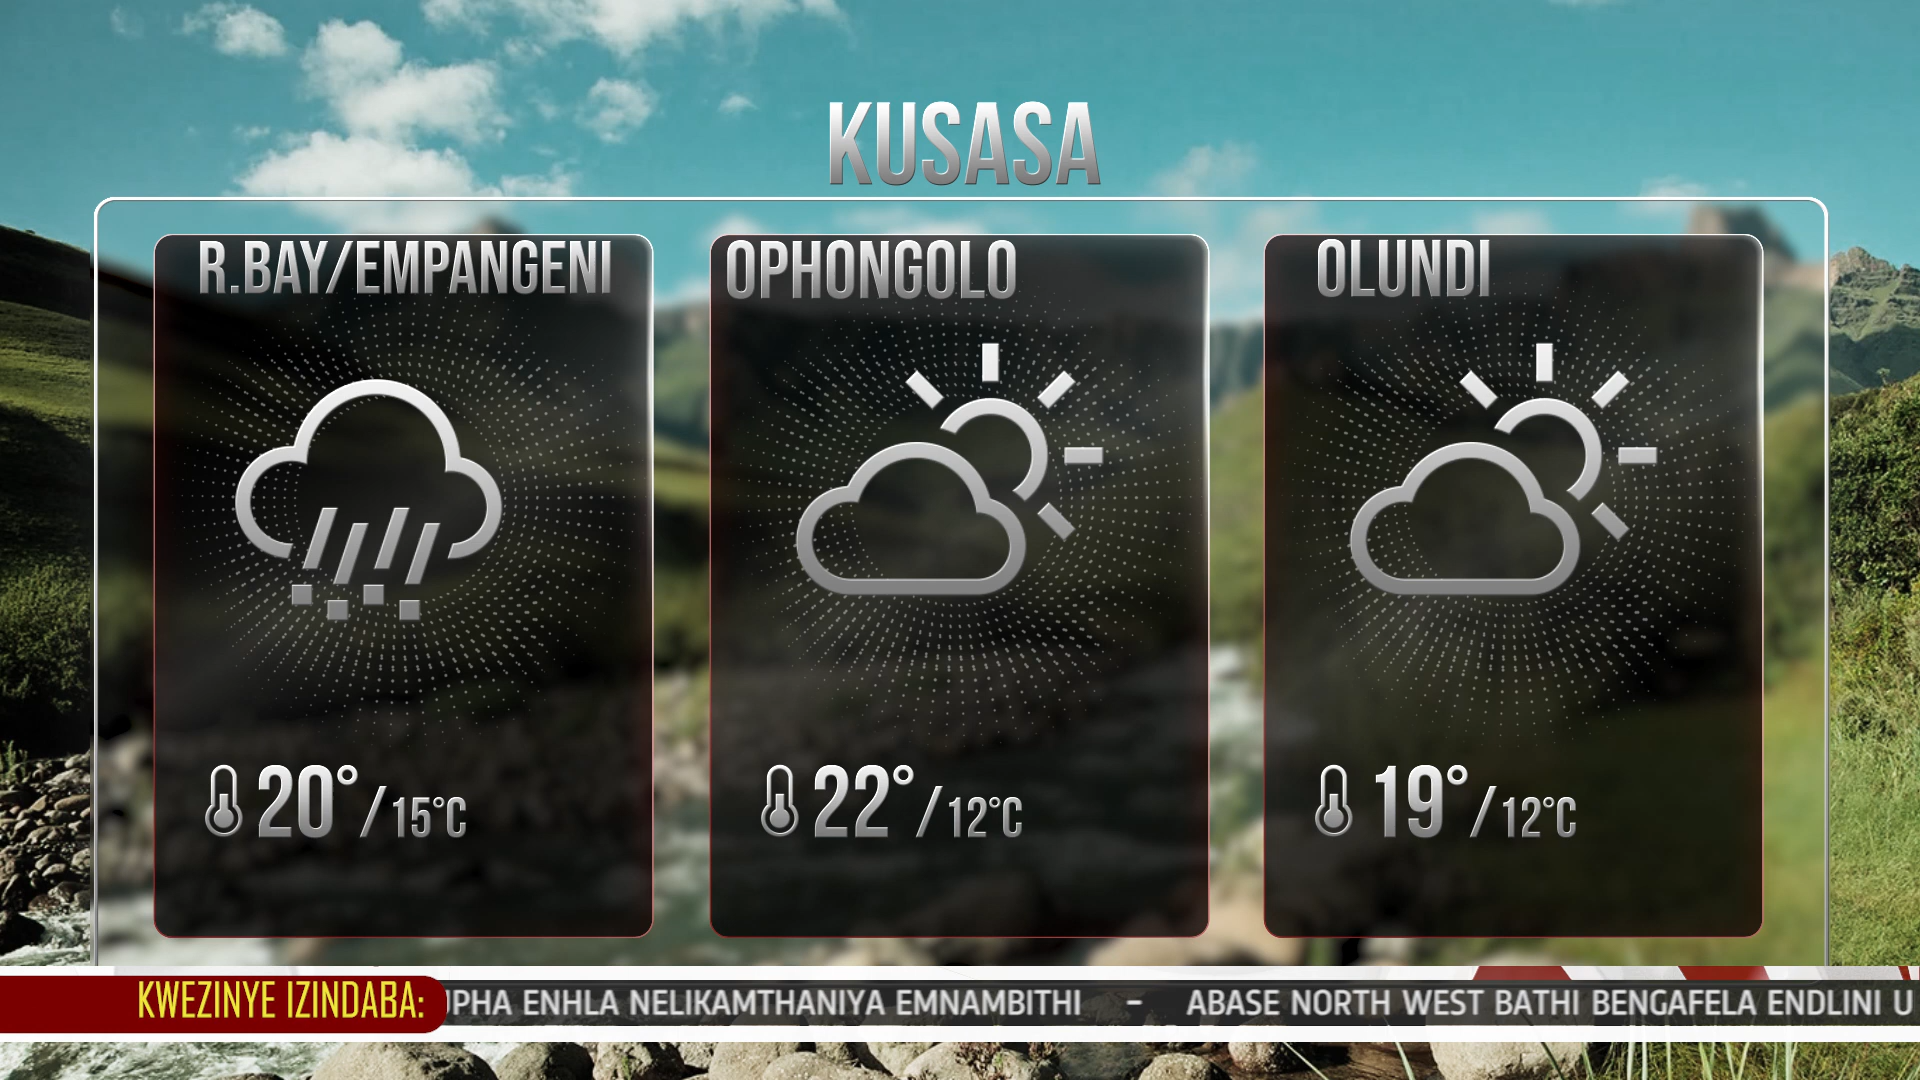 KUSASA
R.BAY/EMPANGENI
OPHONGOLO
OLUNDI
20°/15°C
22°/12°C
19°/12°C
KWEZINYE IZINDABA:
ENHLA NELIKAMTHANIYA EMNAMBITHI - ABASE NORTH WEST BATHI BENGAFELA ENDLINI